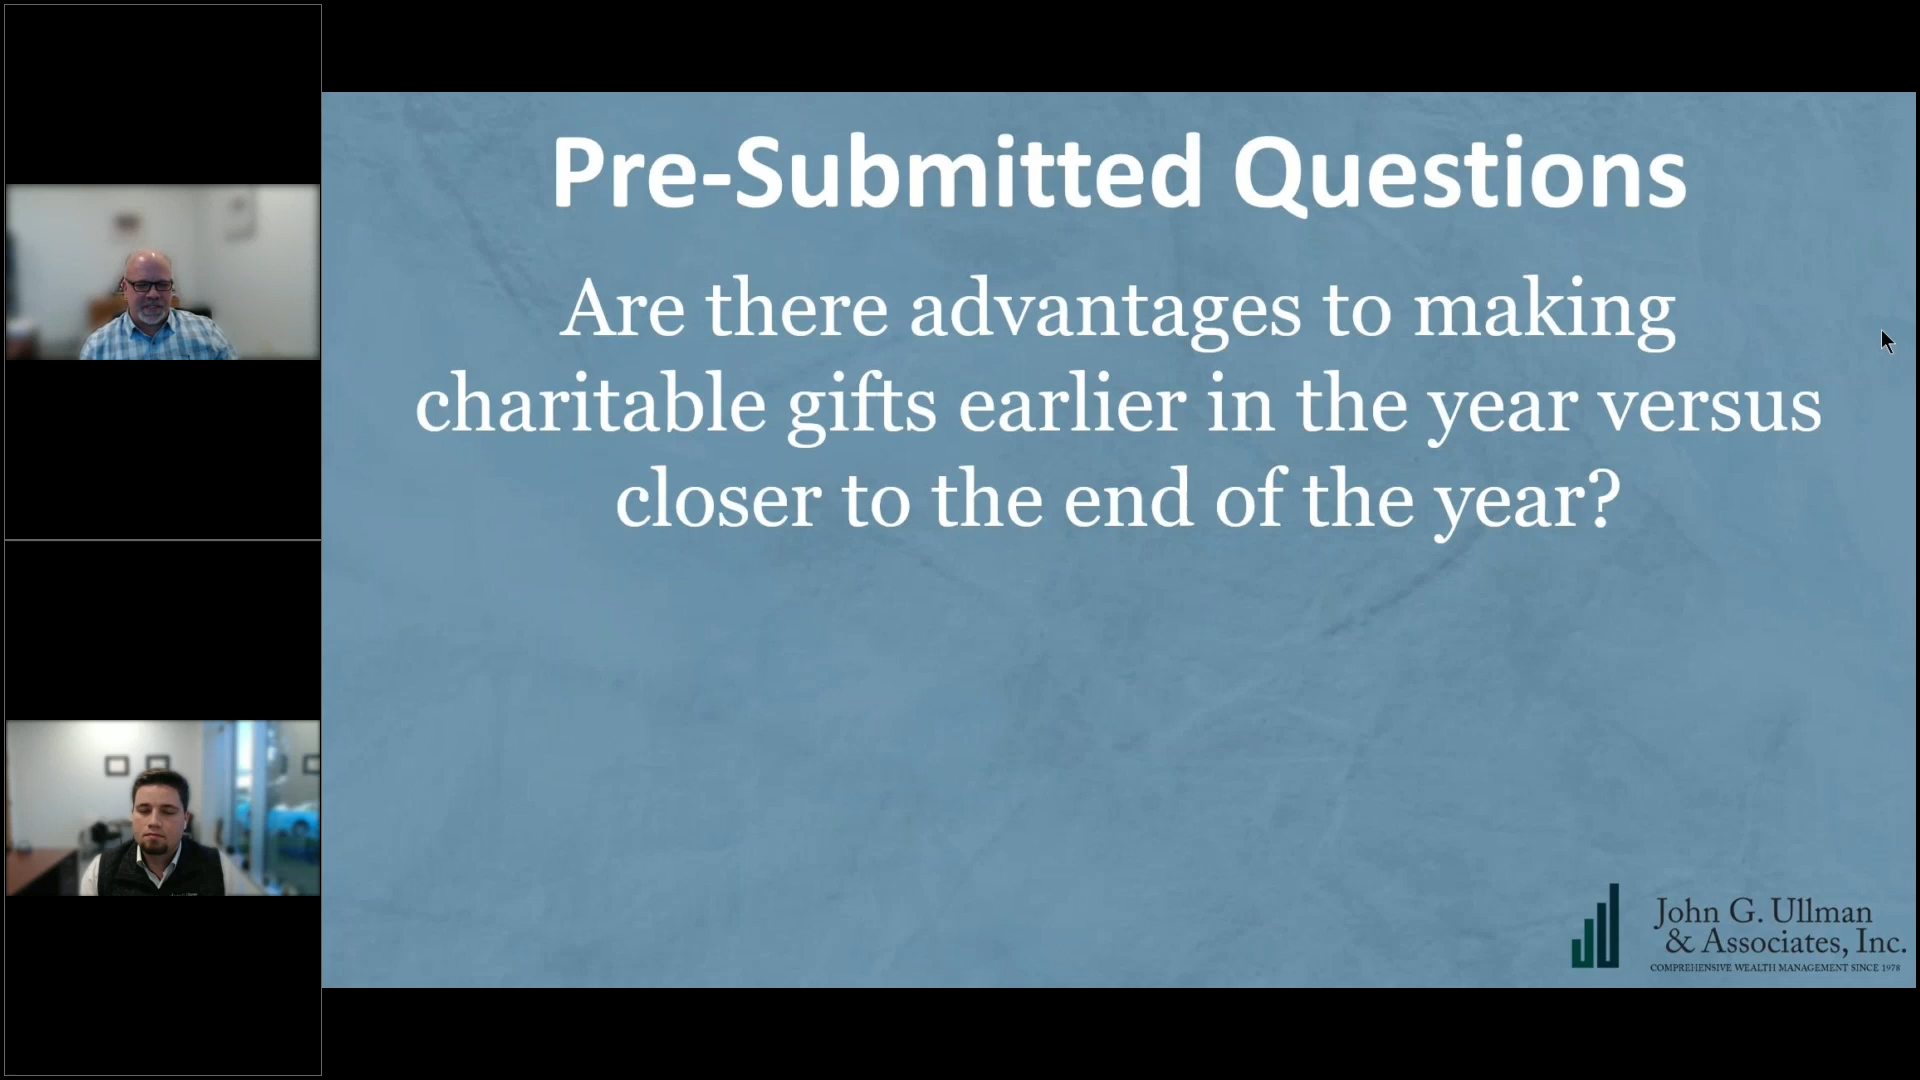 Pre-Submitted Questions
Are there advantages to making
charitable gifts earlier in the year versus
closer to the end of the year?
John G. Ullman
& Associates, Inc.
COMPREHENSIVE WEALTH MANAGEMENT SINCE 1978